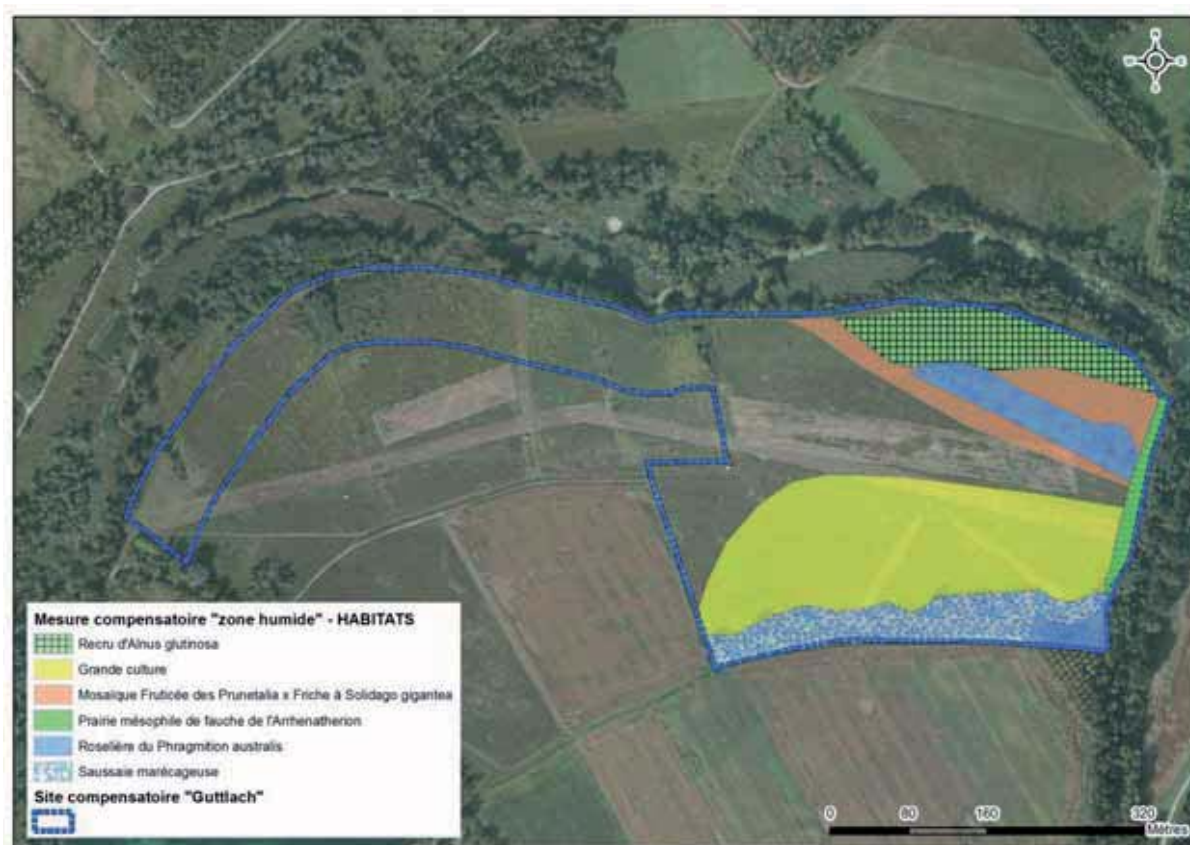 N
W E
S
Mesure compensatoire "zone humide" - HABITATS
Recru d'Alnus glutinosa
Grande culture
Mosaïque Fruticée des Prunetalia x Friche à Solidago gigantea
Prairie mésophile de fauche de l'Arrhenatherion
Roselière du Phragmition australis
Saussaie marécageuse
Site compensatoire "Guttlach"
0 80 160 320
Mètres